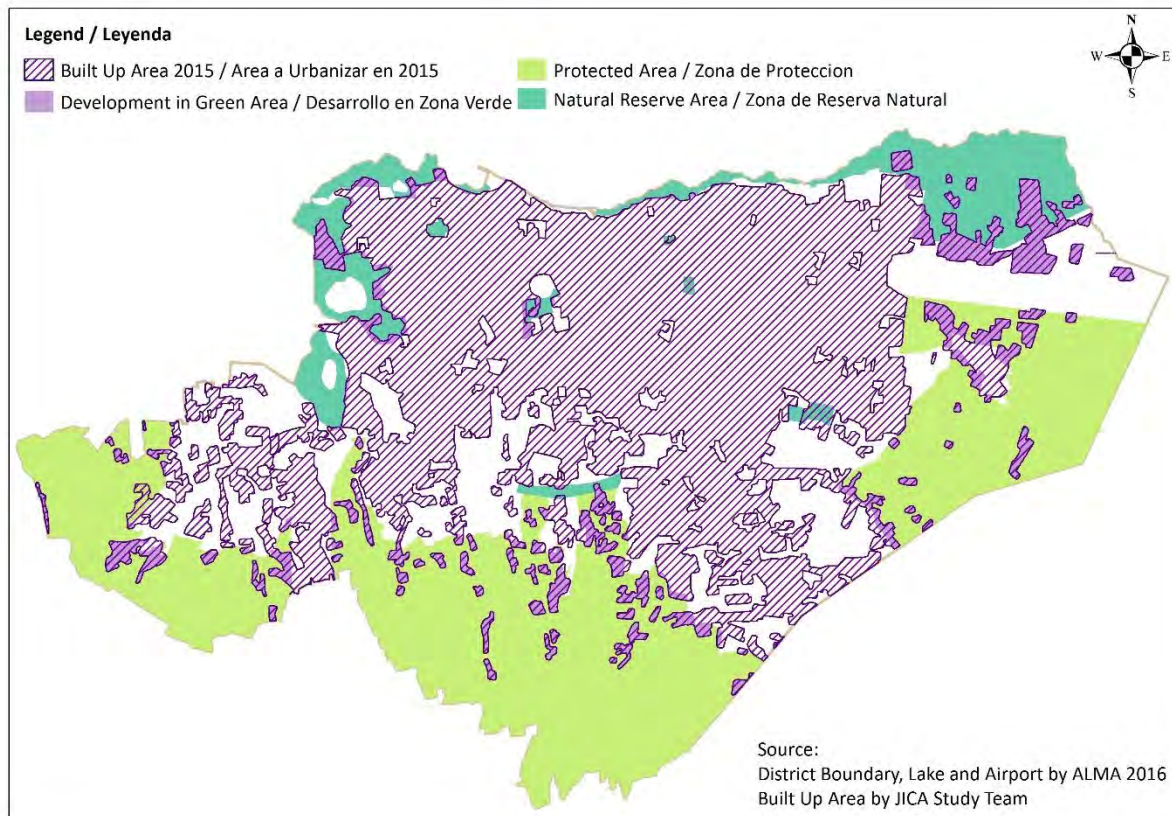 Legend / Leyenda
Built Up Area 2015 / Area a Urbanizar en 2015
Protected Area / Zona de Proteccion
Development in Green Area / Desarrollo en Zona Verde
Natural Reserve Area / Zona de Reserva Natural
N
W
E
S
Source:
District Boundary, Lake and Airport by ALMA 2016
Built Up Area by JICA Study Team